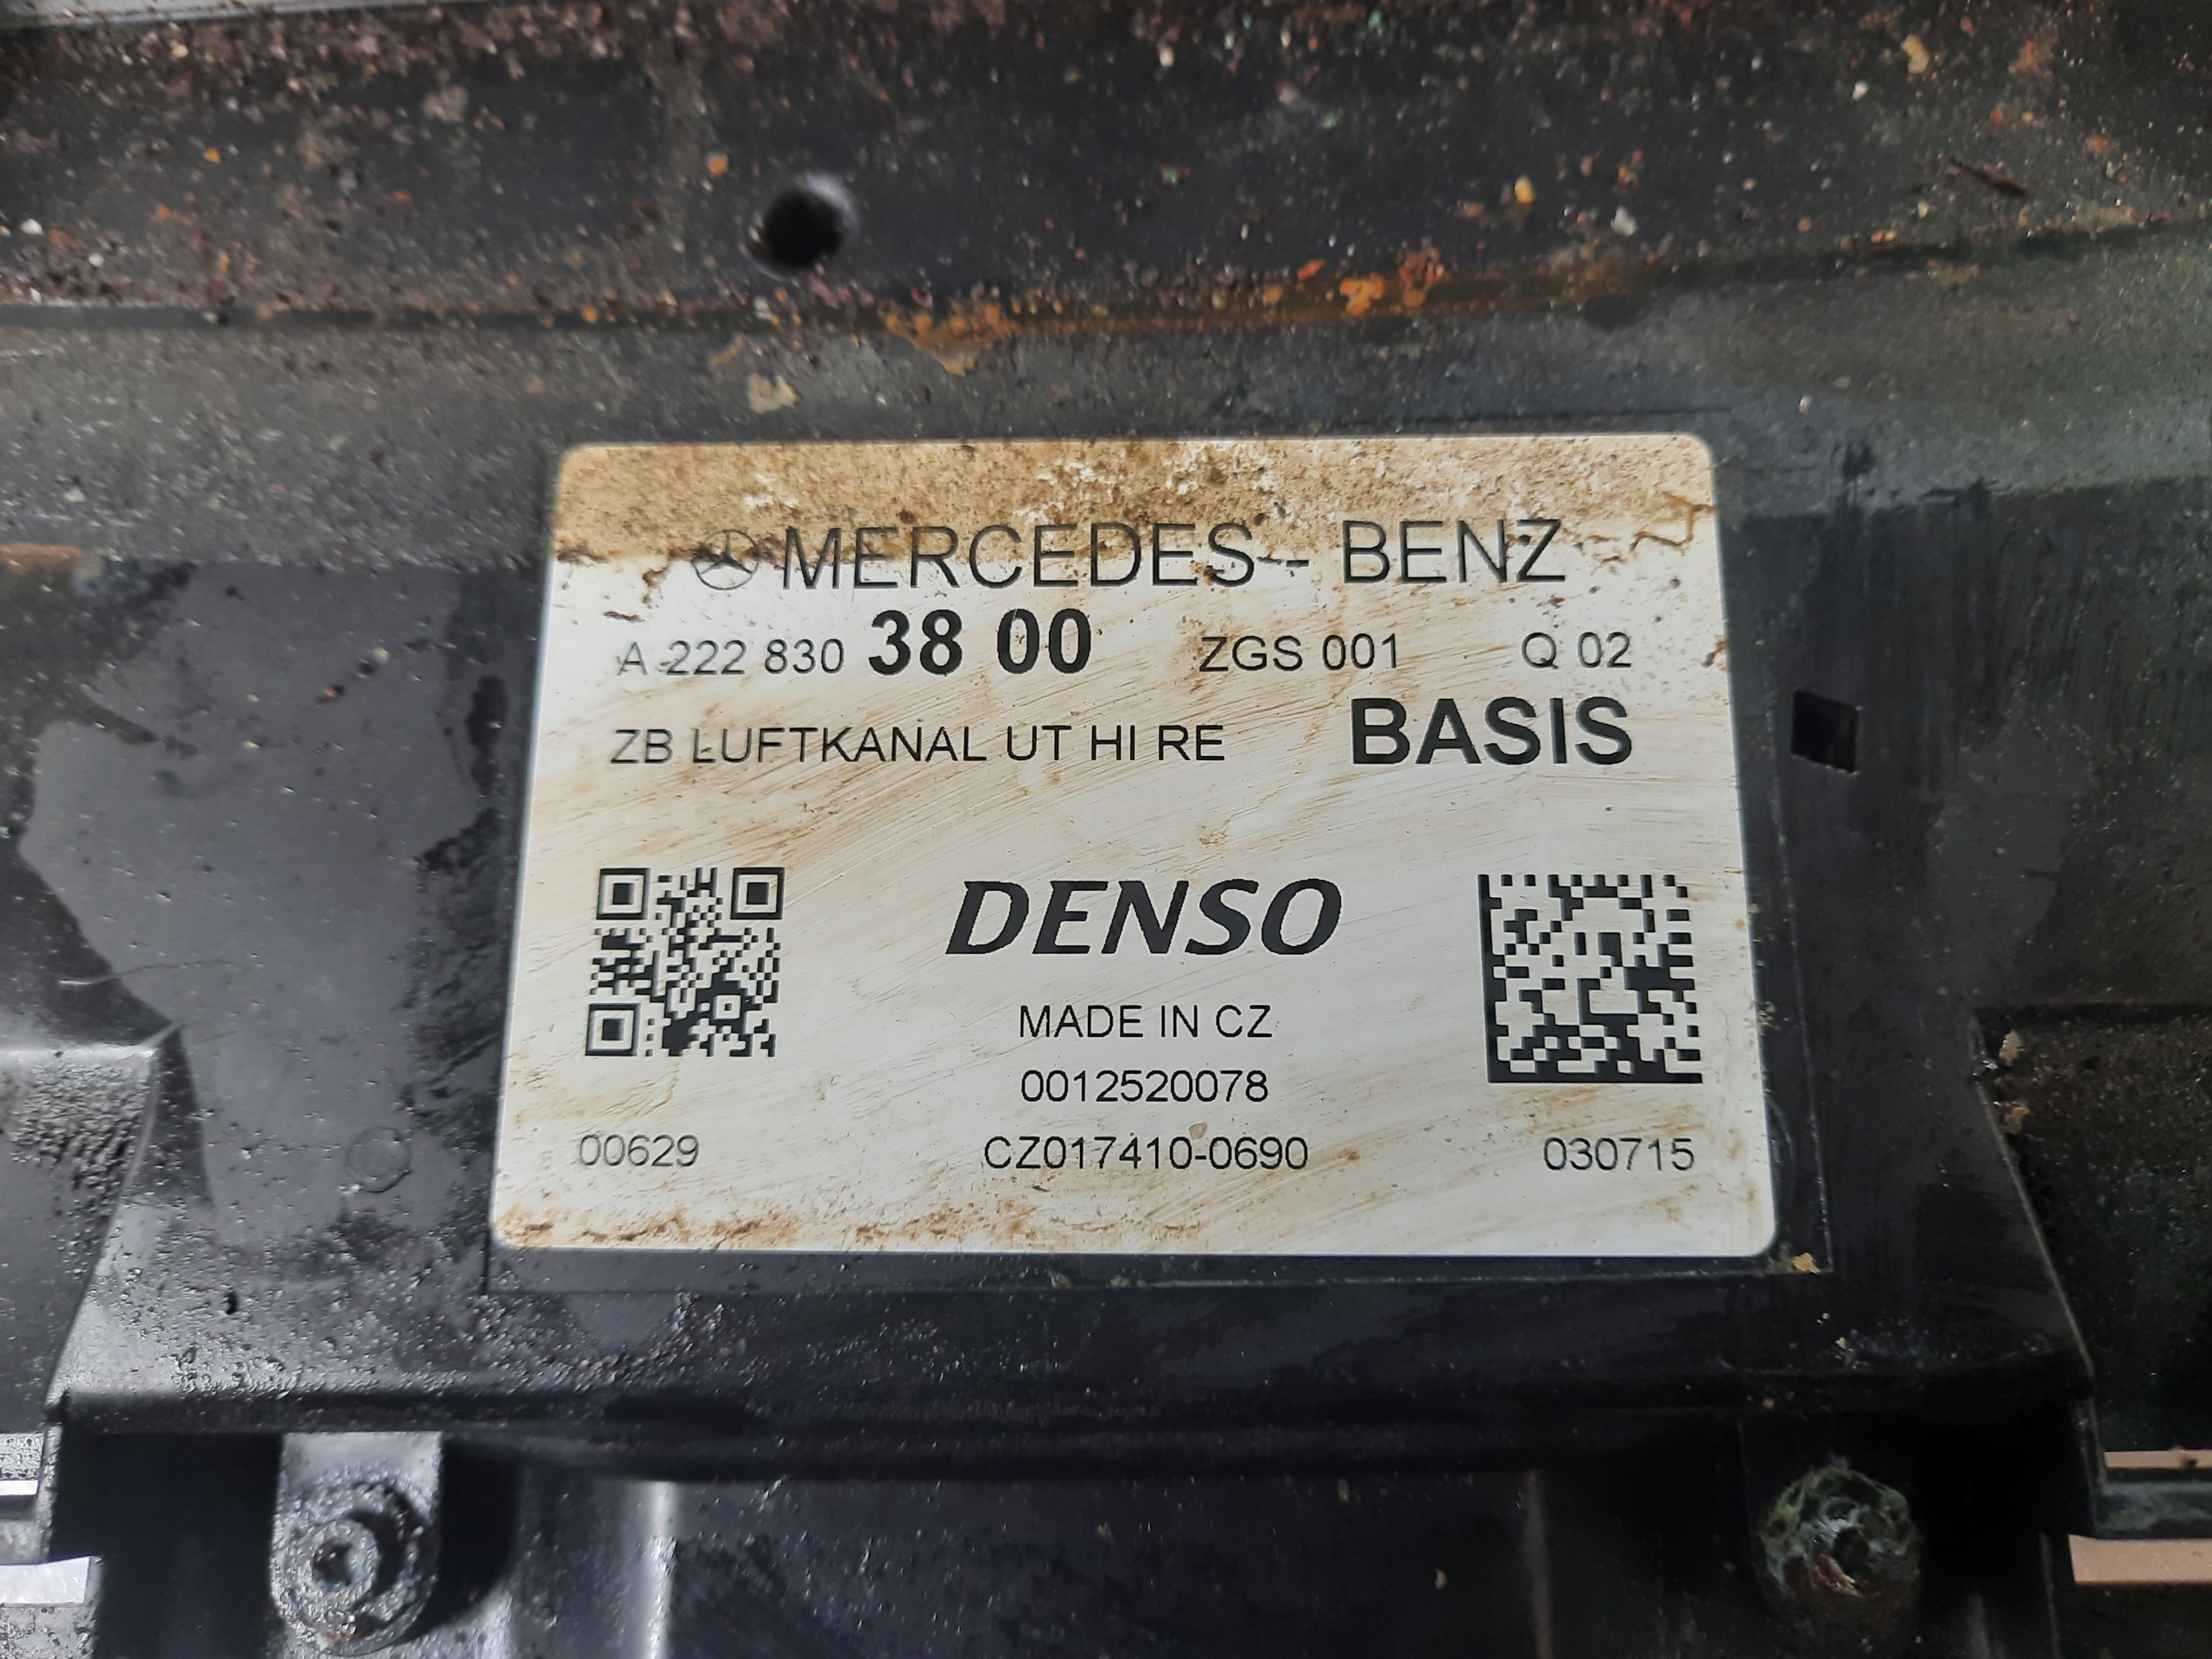 MERCEDES - BENZ
A 222 830 38 00 ZGS 001 Q 02
ZB LUFTKANAL UT HI RE BASIS
DENSO
MADE IN CZ
0012520078
00629 CZ017410-0690 030715